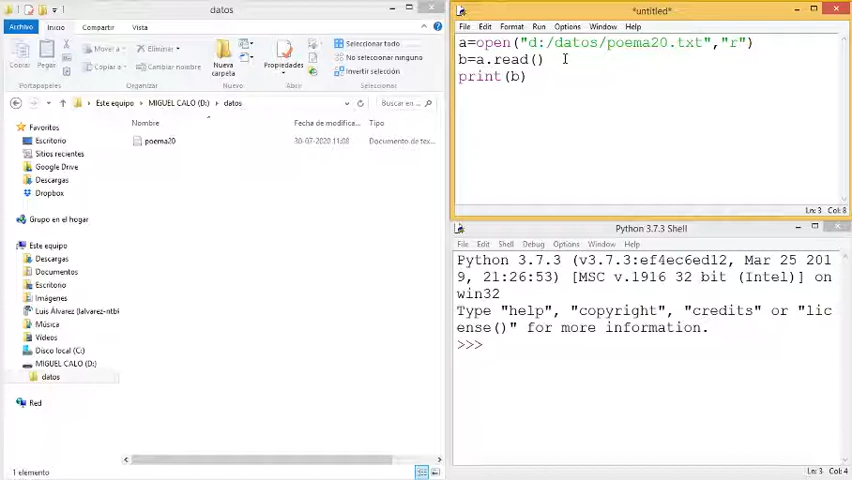 datos
Archivo Inicio Compartir Vista
Copiar Pegar
Mover a
Copiar a
Eliminar
Cambiar nombre
Nueva carpeta
Propiedades
Seleccionar todo
No seleccionar ninguno
Invertir selección
Portapapeles Organizar Nuevo Abrir Seleccionar
Este equipo MIGUEL CALO (D:) datos
Buscar en ...
Nombre Fecha de modifica... Tipo
poema20 30-07-2020 11:08 Documento de tex...
Favoritos
Escritorio
Sitios recientes
Google Drive
Descargas
Dropbox
Grupo en el hogar
Este equipo
Descargas
Documentos
Escritorio
Imágenes
Luis Álvarez (lalvarez-ntbl
Música
Vídeos
Disco local (C:)
MIGUEL CALO (D:)
datos
Red
1 elemento
*untitled*
File Edit Format Run Options Window Help
a=open("d:/datos/poema20.txt","r")
b=a.read()
print(b)
Ln: 3 Col: 8
Python 3.7.3 Shell
File Edit Shell Debug Options Window Help
Python 3.7.3 (v3.7.3:ef4ec6ed12, Mar 25 201
9, 21:26:53) [MSC v.1916 32 bit (Intel)] on
win32
Type "help", "copyright", "credits" or "lic
ense()" for more information.
>>>
Ln: 3 Col: 4